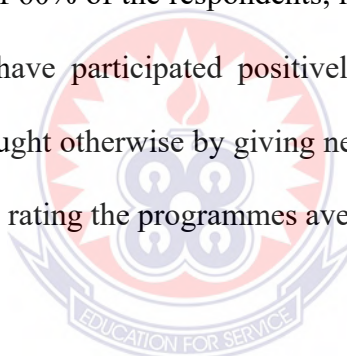 60% of the respondents,
have participated positivel
ught otherwise by giving ne
rating the programmes ave
EDUCATION FOR SERVICE